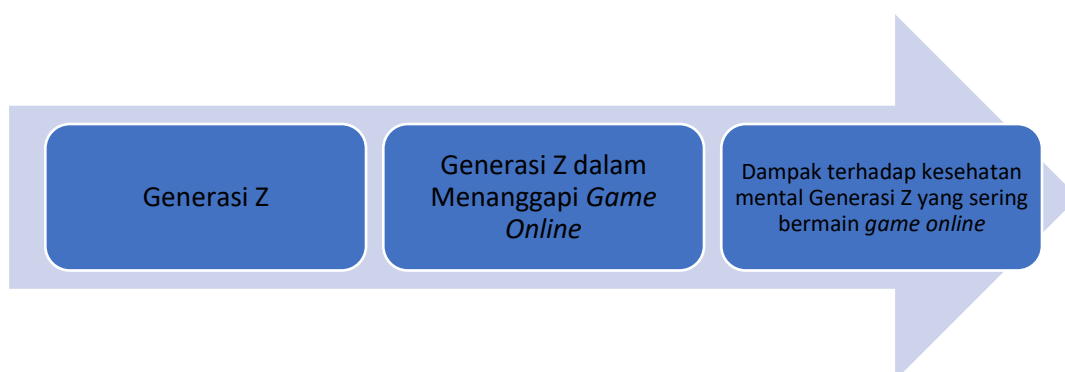 Generasi Z
Generasi Z dalam
Menanggapi Game
Online
Dampak terhadap kesehatan
mental Generasi Z yang sering
bermain game online